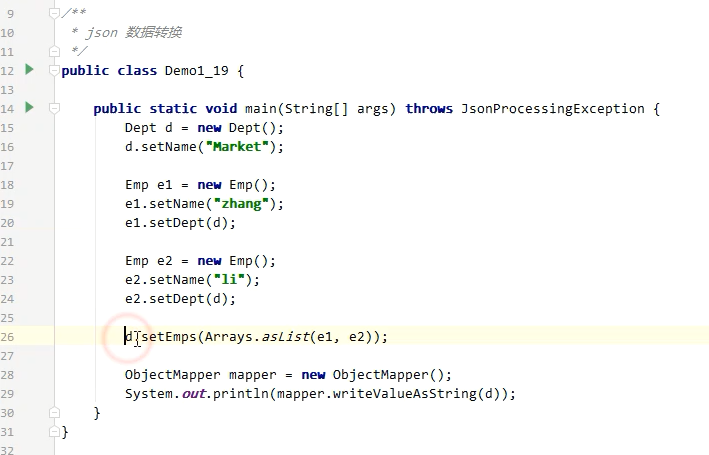 9 /**
10 * json 数据转换
11 */
12 public class Demo1_19 {
13
14 public static void main(String[] args) throws JsonProcessingException {
15 Dept d = new Dept();
16 d.setName("Market");
17
18 Emp e1 = new Emp();
19 e1.setName("zhang");
20 e1.setDept(d);
21
22 Emp e2 = new Emp();
23 e2.setName("li");
24 e2.setDept(d);
25
26 d.setEmps(Arrays.asList(e1, e2));
27
28 ObjectMapper mapper = new ObjectMapper();
29 System.out.println(mapper.writeValueAsString(d));
30 }
31 }
32